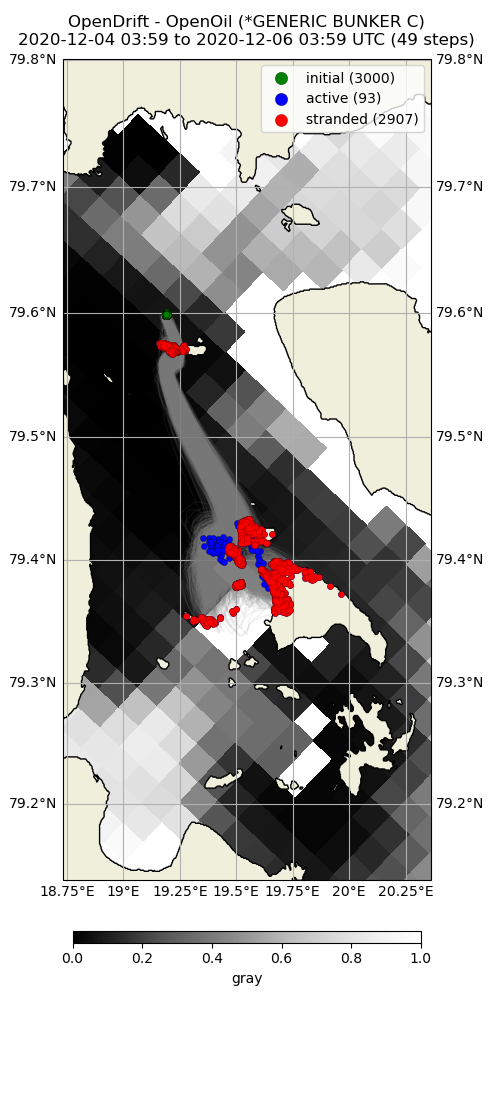 OpenDrift - OpenOil (*GENERIC BUNKER C)
2020-12-04 03:59 to 2020-12-06 03:59 UTC (49 steps)
79.8°N 79.8°N
initial (3000)
active (93)
stranded (2907)
79.7°N 79.7°N
79.6°N 79.6°N
79.5°N 79.5°N
79.4°N 79.4°N
79.3°N 79.3°N
79.2°N 79.2°N
18.75°E 19°E 19.25°E 19.5°E 19.75°E 20°E 20.25°E
0.0 0.2 0.4 0.6 0.8 1.0
gray